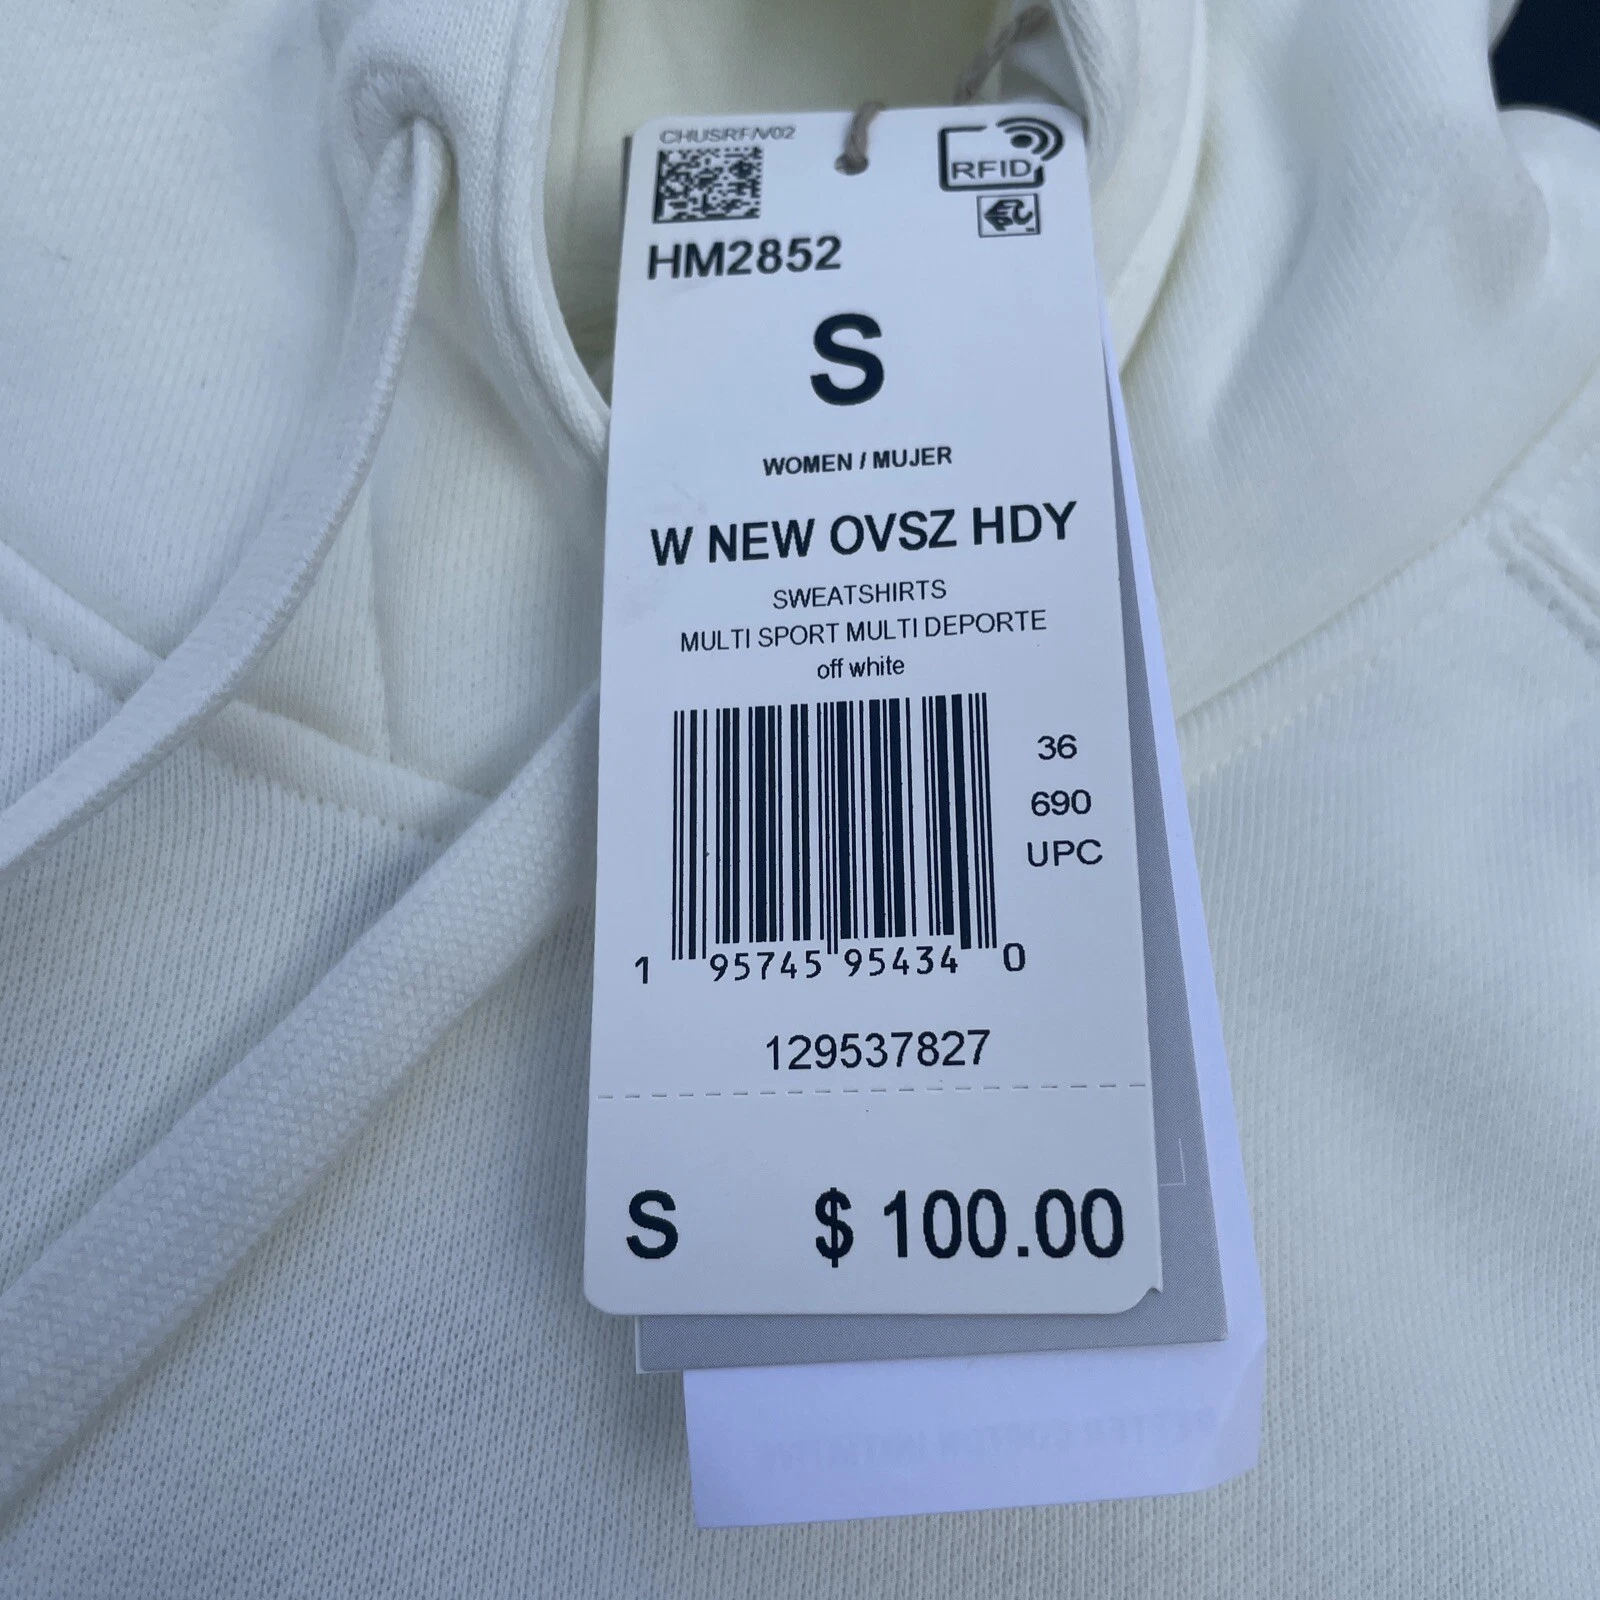 CHUSRF/V02
RFID
HM2852
S
WOMEN / MUJER
W NEW OVSZ HDY
SWEATSHIRTS
MULTI SPORT MULTI DEPORTE
off white
36
690
UPC
1 95745 95434 0
129537827
S $ 100.00